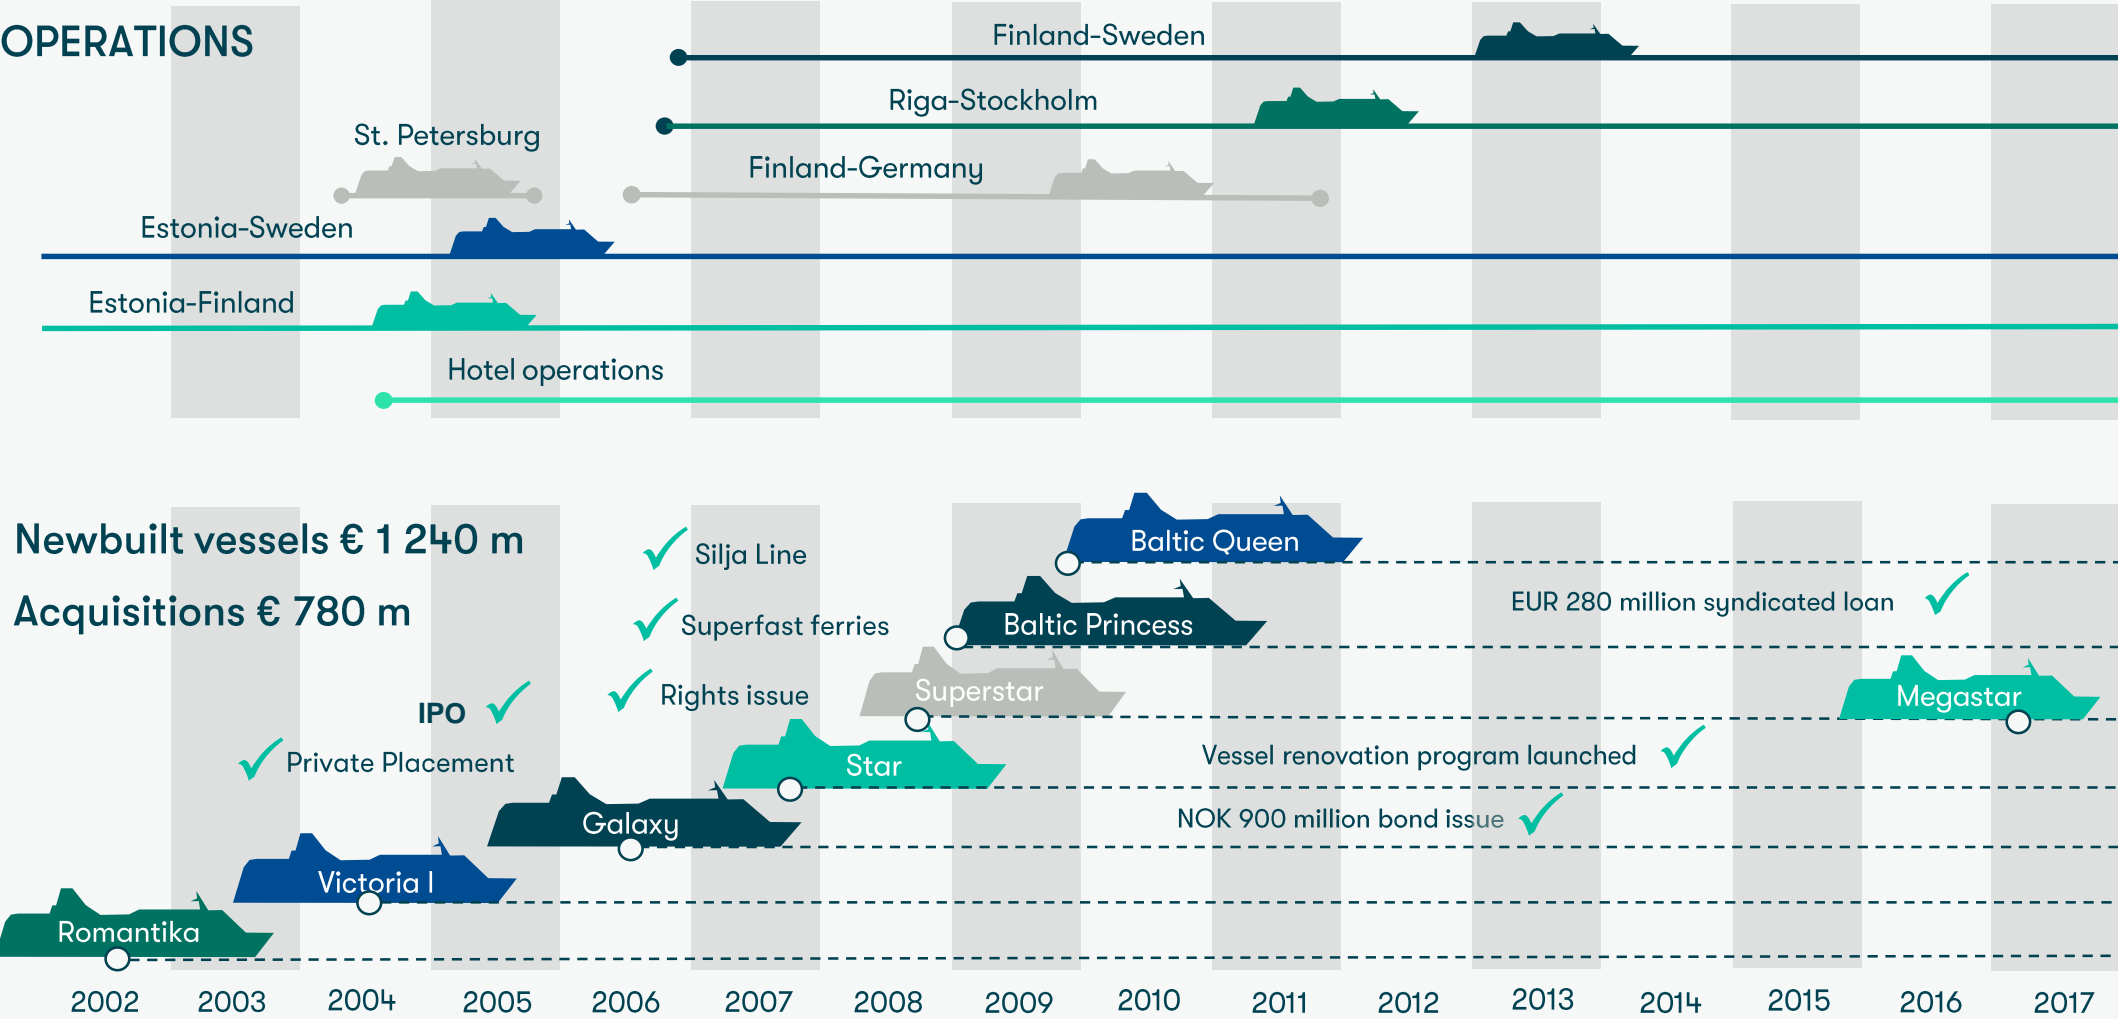 OPERATIONS
Finland-Sweden
Riga-Stockholm
St. Petersburg
Finland-Germany
Estonia-Sweden
Estonia-Finland
Hotel operations
Newbuilt vessels € 1 240 m
Acquisitions € 780 m
Silja Line
Superfast ferries
Rights issue
IPO
Private Placement
Baltic Queen
EUR 280 million syndicated loan
Baltic Princess
Superstar
Megastar
Vessel renovation program launched
Star
NOK 900 million bond issue
Galaxy
Victoria I
Romantika
2002 2003 2004 2005 2006 2007 2008 2009 2010 2011 2012 2013 2014 2015 2016 2017